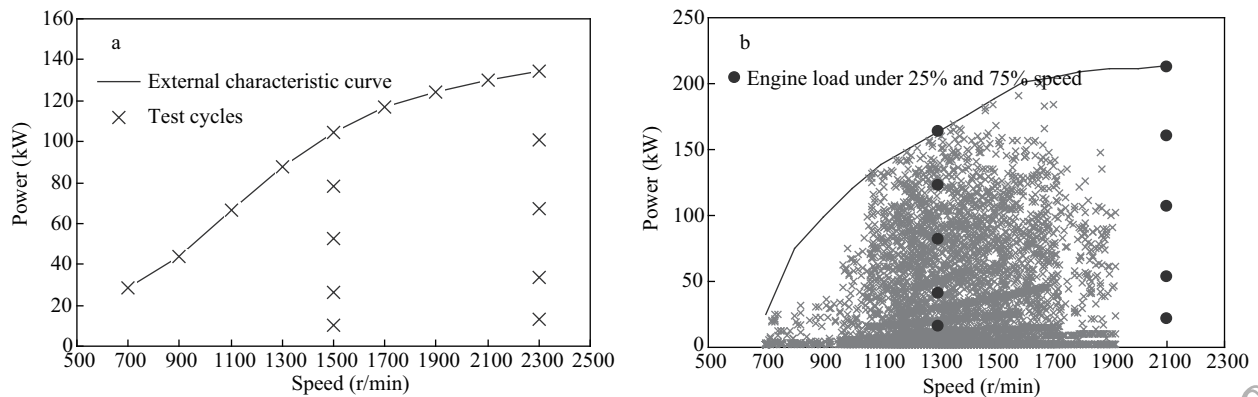 160
140
120
100
80
60
40
20
0
Power (kW)
a
External characteristic curve
Test cycles
500 700 900 1100 1300 1500 1700 1900 2100 2300 2500
Speed (r/min)
250
200
150
100
50
0
Power (kW)
b
Engine load under 25% and 75% speed
500 700 900 1100 1300 1500 1700 1900 2100 2300
Speed (r/min)